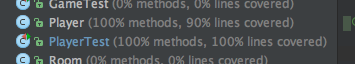 GameTest (0% methods, 0% lines covered)
Player (100% methods, 90% lines covered)
PlayerTest (100% methods, 100% lines covered)
Room (0% methods, 0% lines covered)